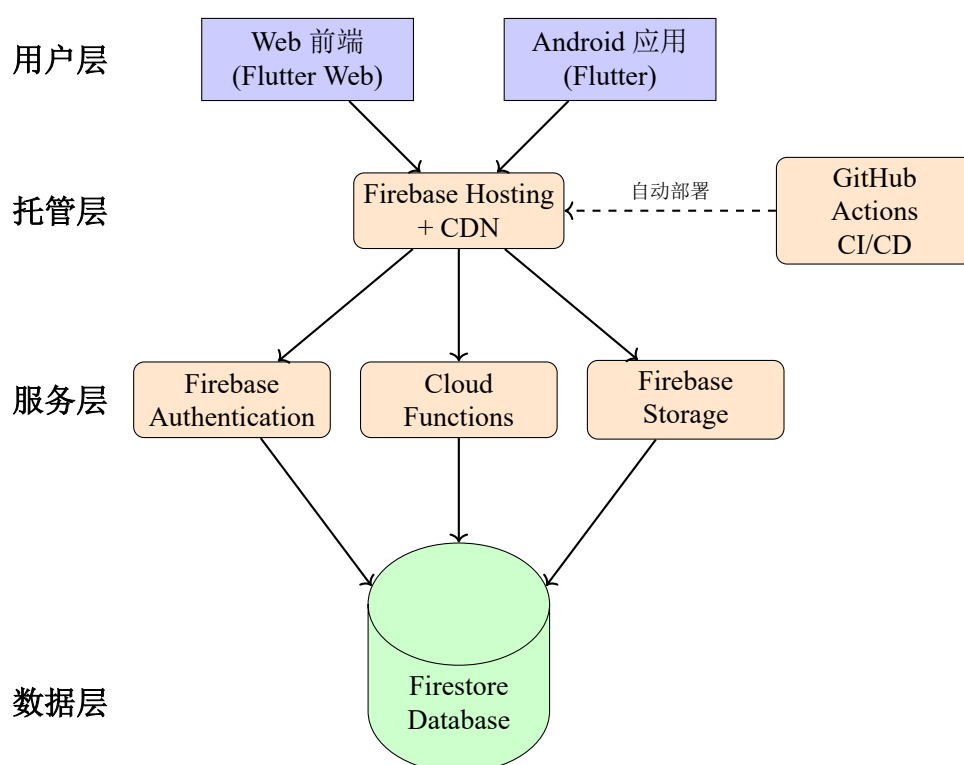 用户层
Web 前端
(Flutter Web)
Android 应用
(Flutter)
托管层
Firebase Hosting
+ CDN
自动部署
GitHub
Actions
CI/CD
服务层
Firebase
Authentication
Cloud
Functions
Firebase
Storage
数据层
Firestore
Database